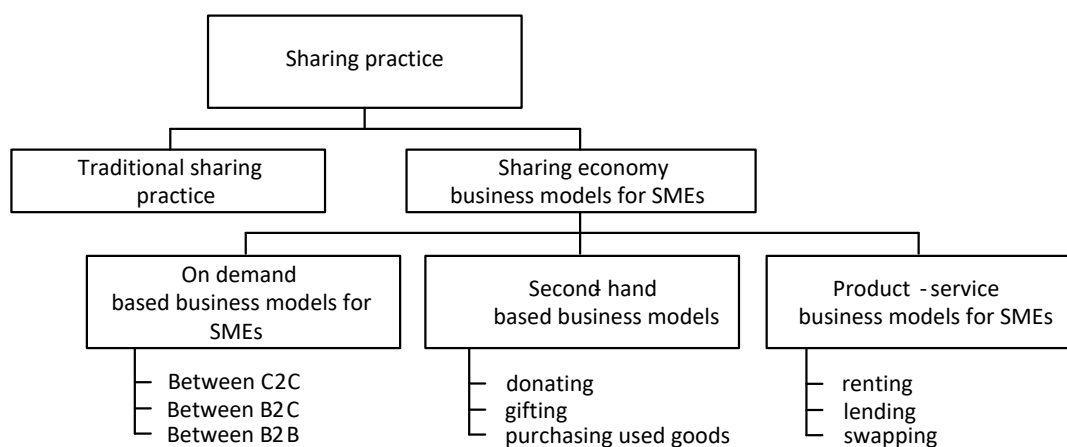 Sharing practice
Traditional sharing
practice
Sharing economy
business models for SMEs
On demand
based business models for
SMEs
Second-hand
based business models
Product - service
business models for SMEs
Between C2C
Between B2C
Between B2B
donating
gifting
purchasing used goods
renting
lending
swapping